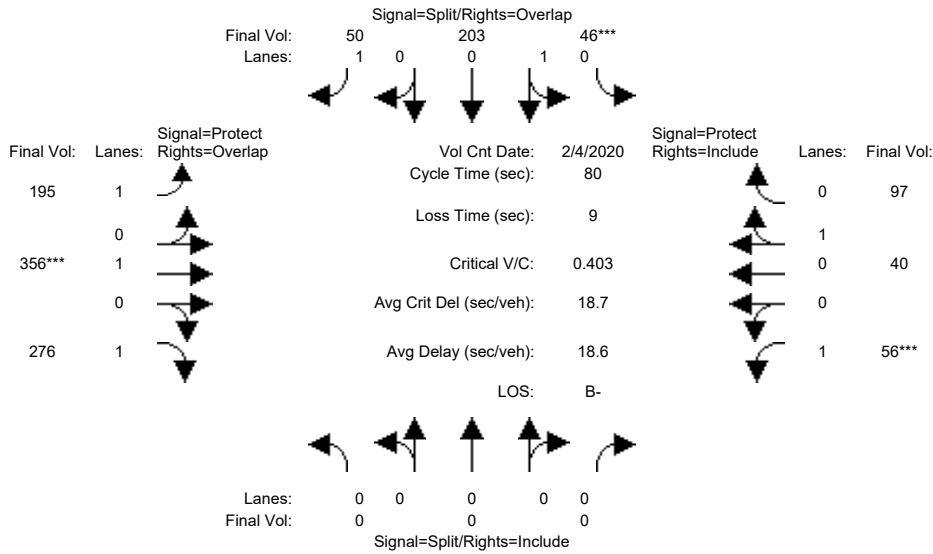 Signal=Split/Rights=Overlap
Final Vol: 50 203 46***
Lanes: 1 0 0 1 0
Signal=Protect
Final Vol: Lanes: Rights=Overlap
Vol Cnt Date: 2/4/2020
Signal=Protect
Rights=Include Lanes: Final Vol:
Cycle Time (sec): 80
195 1
0 97
Loss Time (sec): 9
0
1
356*** 1
Critical V/C: 0.403
0 40
0
Avg Crit Del (sec/veh): 18.7
0
276 1
Avg Delay (sec/veh): 18.6
1 56***
LOS: B-
Lanes: 0 0 0 0 0
Final Vol: 0 0 0
Signal=Split/Rights=Include